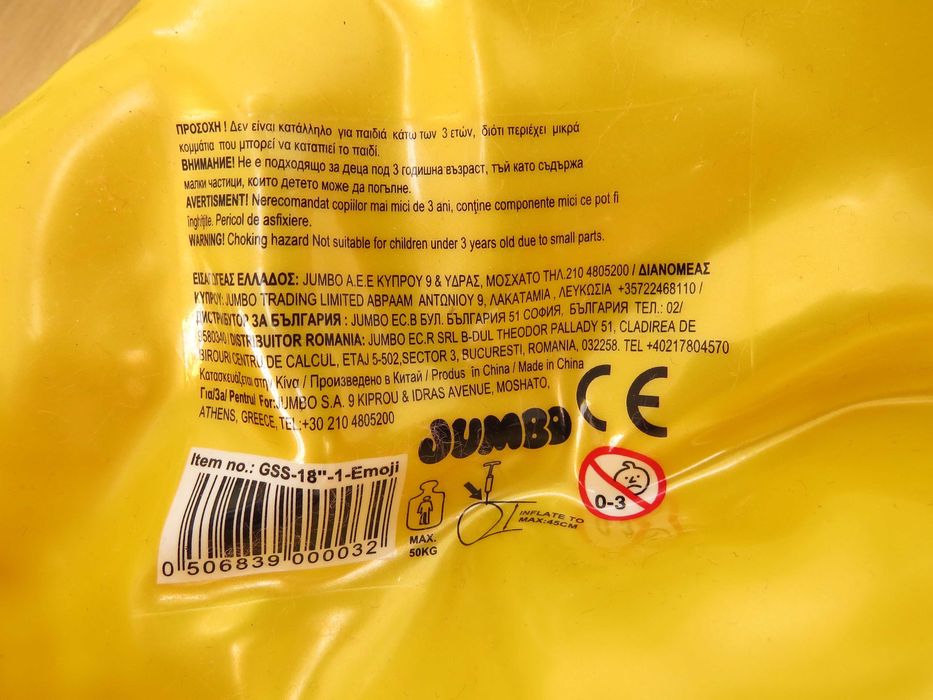 ΠΡΟΣΟΧΗ ! Δεν είναι κατάλληλο για παιδιά κάτω των 3 ετών, διότι περιέχει μικρά
κομμάτια που μπορεί να καταπιεί το παιδί.
ВНИМАНИЕ! Не е подходящо за деца под 3 годишна възраст, тъй като съдържа
малки частици, които детето може да погълне.
AVERTISMENT! Nerecomandat copiilor mai mici de 3 ani, conţine componente mici ce pot fi
înghiţite. Pericol de asfixiere.
WARNING! Choking hazard Not suitable for children under 3 years old due to small parts.
ΕΙΣΑΓΩΓΕΑΣ ΕΛΛΑΔΟΣ: JUMBO A.E.E ΚΥΠΡΟΥ 9 & ΥΔΡΑΣ, ΜΟΣΧΑΤΟ ΤΗΛ.210 4805200 / ΔΙΑΝΟΜΕΑΣ
ΚΥΠΡΟΥ: JUMBO TRADING LIMITED ΑΒΡΑΑΜ ΑΝΤΩΝΙΟΥ 9, ΛΑΚΑΤΑΜΙΑ , ΛΕΥΚΩΣΙΑ +35722468110 /
ДИСТРИБУТОР ЗА БЪЛГАРИЯ : JUMBO EC.B БУЛ. БЪЛГАРИЯ 51 СОФИЯ, БЪЛГАРИЯ ТЕЛ.: 02/
9580340/ DISTRIBUITOR ROMANIA: JUMBO EC.R SRL B-DUL THEODOR PALLADY 51, CLADIREA DE
BIROURI CENTRU DE CALCUL, ETAJ 5-502,SECTOR 3, BUCURESTI, ROMANIA, 032258. TEL +40217804570
Κατασκευάζεται στην Κίνα / Произведено в Китай / Produs în China / Made in China
Για/За/ Pentru/ For: JUMBO S.A. 9 KIPROU & IDRAS AVENUE, MOSHATO,
ATHENS, GREECE, TEL:+30 210 4805200
JUMBO CE
Item no.: GSS-18"-1-Emoji
0 506839 000032
MAX.
50KG
INFLATE TO
MAX:45CM
0-3